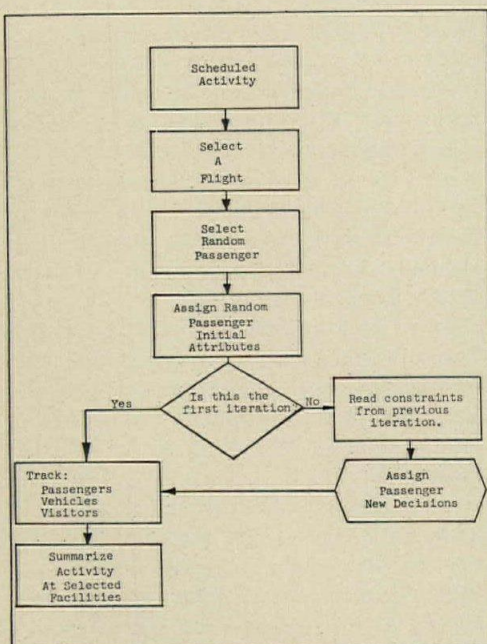 Scheduled
Activity
Select
A
Flight
Select
Random
Passenger
Assign Random
Passenger
Initial
Attributes
Is this the
first iteration?
Yes
No
Read constraints
from previous
iteration.
Track:
Passengers
Vehicles
Visitors
Assign
Passenger
New Decisions
Summarize
Activity
At Selected
Facilities